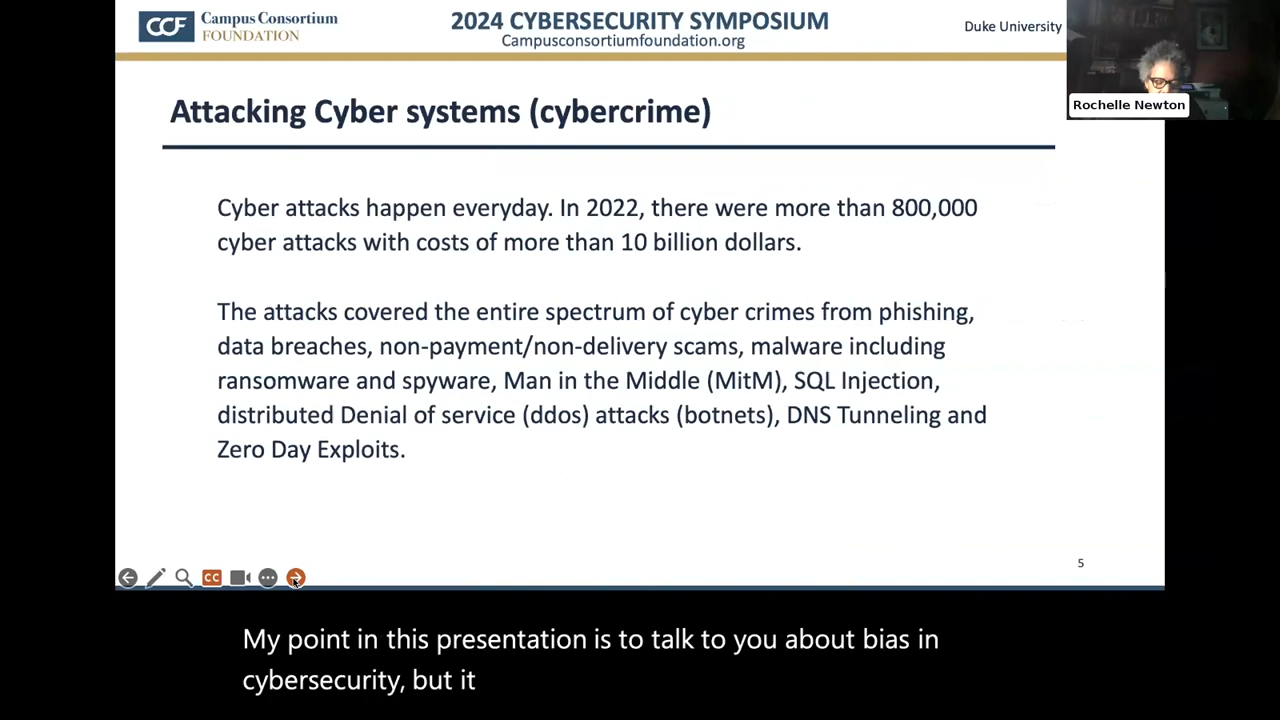 CCF Campus Consortium
FOUNDATION
2024 CYBERSECURITY SYMPOSIUM
Campusconsortiumfoundation.org
Duke University
Rochelle Newton
Attacking Cyber systems (cybercrime)
Cyber attacks happen everyday. In 2022, there were more than 800,000
cyber attacks with costs of more than 10 billion dollars.
The attacks covered the entire spectrum of cyber crimes from phishing,
data breaches, non-payment/non-delivery scams, malware including
ransomware and spyware, Man in the Middle (MitM), SQL Injection,
distributed Denial of service (ddos) attacks (botnets), DNS Tunneling and
Zero Day Exploits.
5
CC
My point in this presentation is to talk to you about bias in
cybersecurity, but it